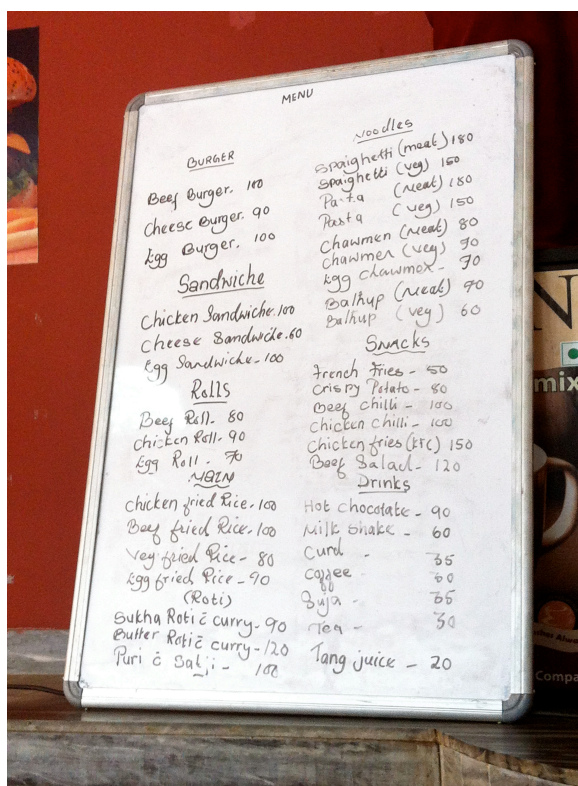 MENU
BURGER
Beef Burger. 100
Cheese Burger. 90
Egg Burger. 100
Sandwiche
Chicken Sandwiche. 100
Cheese Sandwiche. 60
Egg Sandwiche - 100
Rolls
Beef Roll. 80
Chicken Roll. 90
Egg Roll. 70
MAIN
Chicken fried Rice. 100
Beef fried Rice. 100
Veg fried Rice - 80
Egg fried Rice - 90
(Roti)
Sukha Roti c̄ curry - 90
Butter Roti c̄ curry - 120
Puri c̄ - 100
Noodles
Spaighetti (meat) 180
Spaighetti (veg) 150
Pasta (meat) 180
Pasta (veg) 150
Chawmen (meat) 80
Chawmen (veg) 70
Egg Chawmen - 70
Balhup (meat) 70
Balhup (veg) 60
Snacks
French Fries - 50
Crispy Potato - 80
Beef Chilli - 100
Chicken Chilli - 100
Chicken fries (KFC) 150
Beef Salad - 120
Drinks
Hot Chocolate - 90
Milk Shake - 60
Curd - 35
Coffee -
Suja - 35
Tea - 30
Tang juice - 20
N
mix
Compa